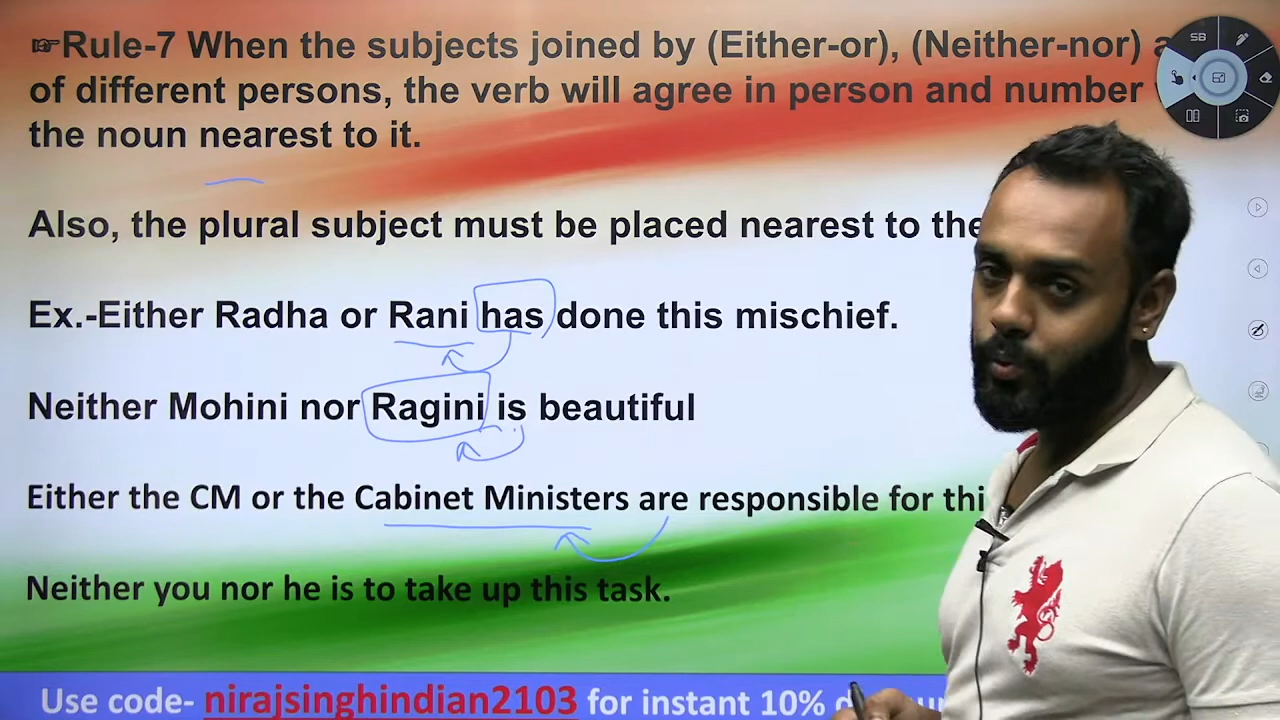 ☞Rule-7 When the subjects joined by (Either-or), (Neither-nor)
of different persons, the verb will agree in person and number
the noun nearest to it.
Also, the plural subject must be placed nearest to the
Ex.-Either Radha or Rani has done this mischief.
Neither Mohini nor Ragini is beautiful
Either the CM or the Cabinet Ministers are responsible for
Neither you nor he is to take up this task.
Use code- nirajsinghindian2103 for instant 10%
SB